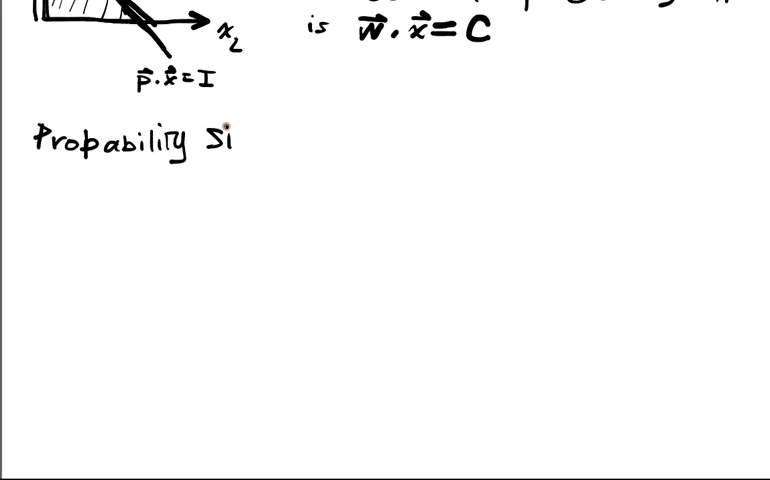 x₂
is w⃗ · x⃗ = C
p⃗ · x⃗ = I
Probability Si